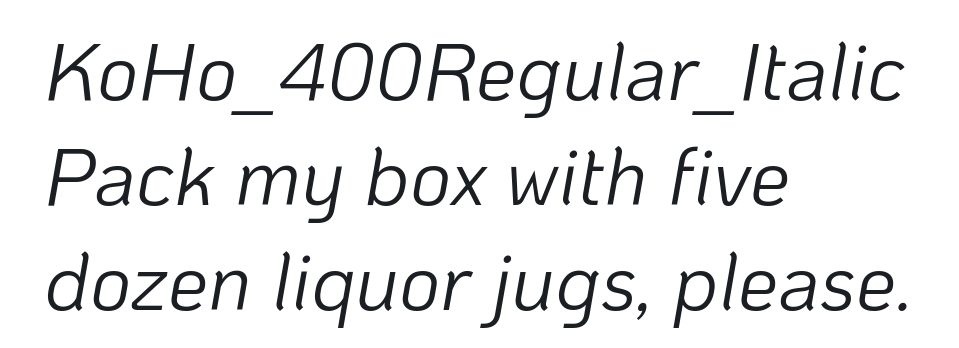 KoHo_400Regular_Italic
Pack my box with five
dozen liquor jugs, please.